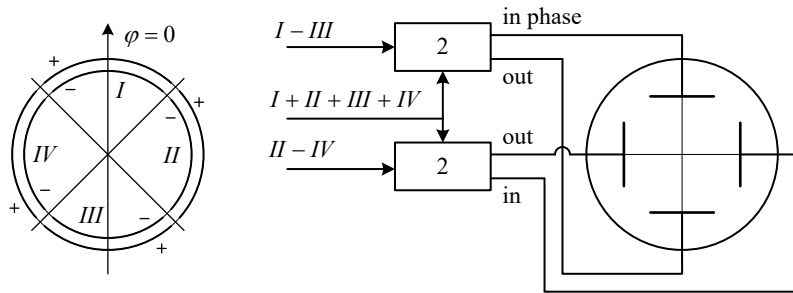 φ = 0
+
−
I
−
+
IV
II
−
+
III
−
+
I − III
2
in phase
out
I + II + III + IV
out
II − IV
2
in